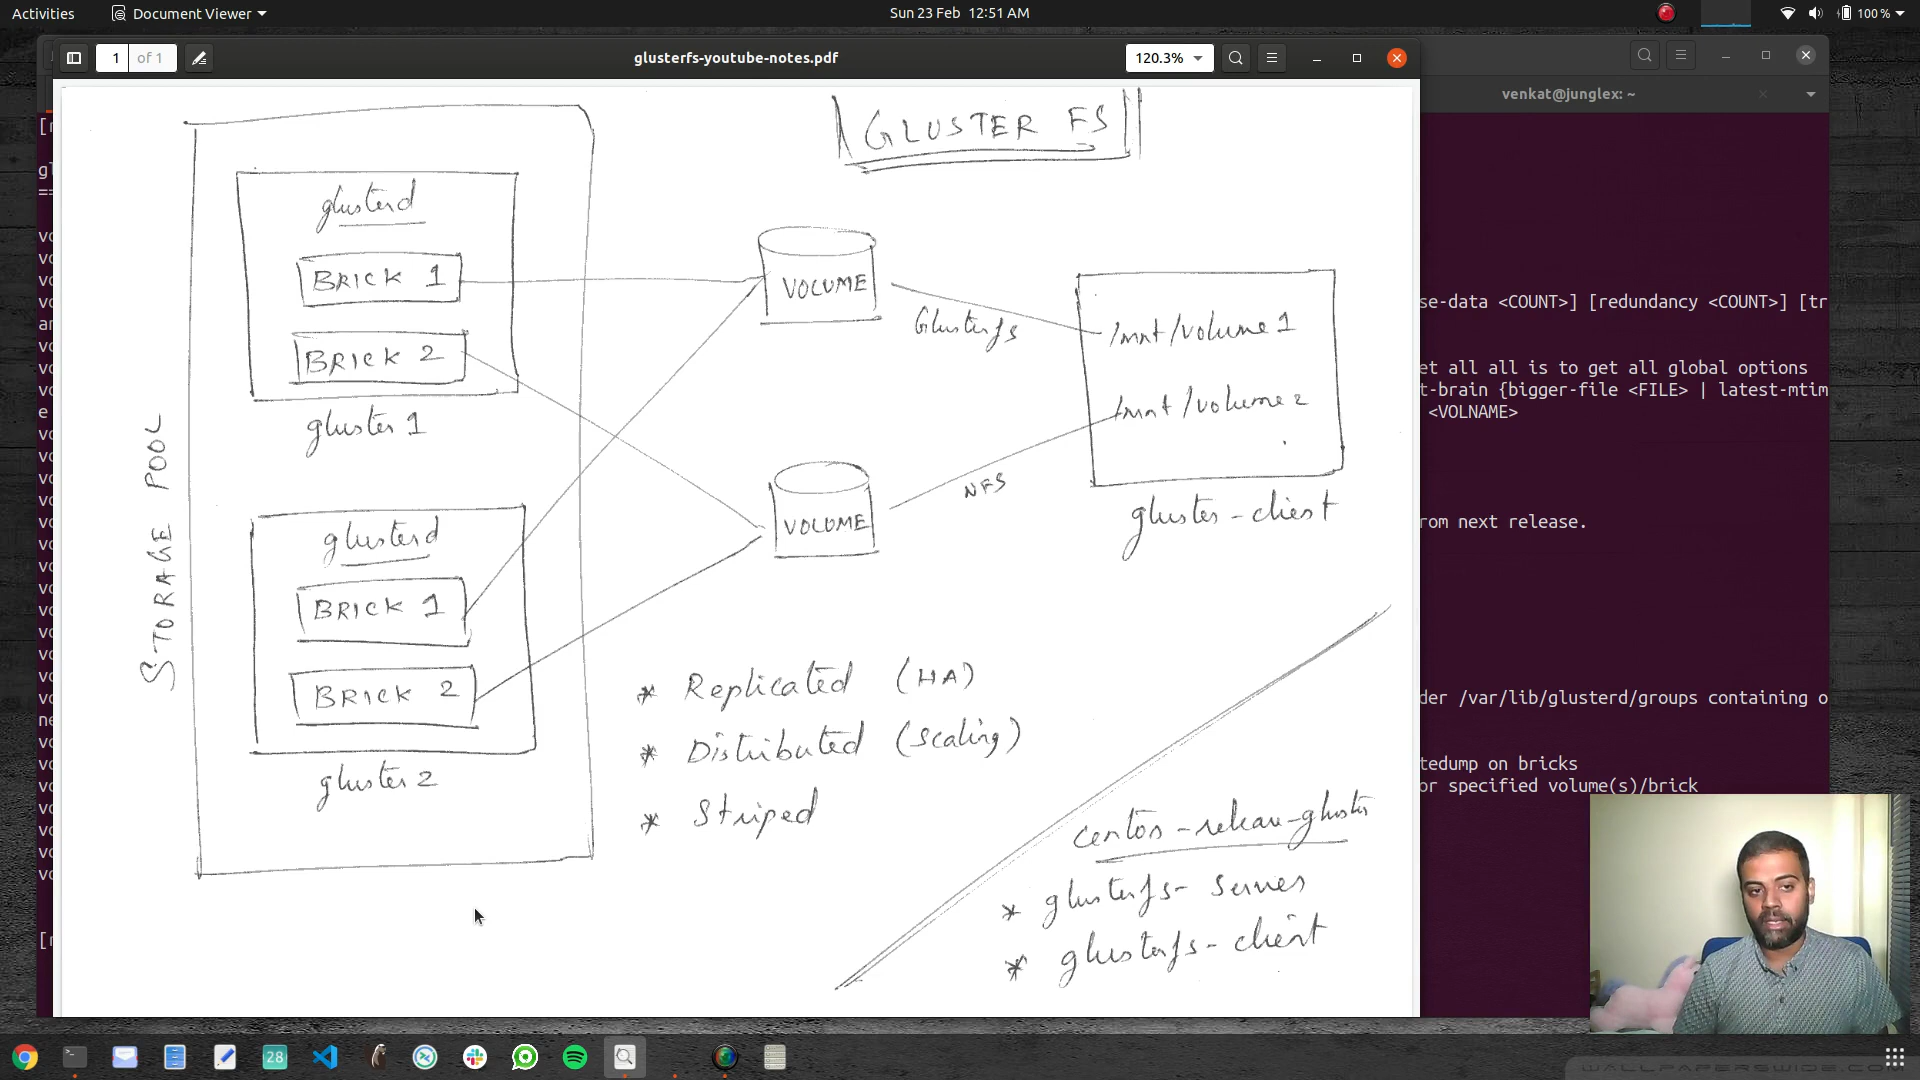 Activities
Document Viewer
Sun 23 Feb 12:51 AM
100 %
1 of 1
glusterfs-youtube-notes.pdf
120.3%
venkat@junglex: ~
GLUSTER FS
STORAGE POOL
glusterd
BRICK 1
BRICK 2
gluster 1
glusterd
BRICK 1
BRICK 2
gluster 2
VOLUME
VOLUME
Glusterfs
NFS
/mnt/volume 1
/mnt/volume 2
gluster-client
* Replicated (HA)
* Distributed (scaling)
* Striped
centos-release-gluster
* glusterfs-server
* glusterfs-client
se-data <COUNT>] [redundancy <COUNT>] [tr
et all all is to get all global options
t-brain {bigger-file <FILE> | latest-mtim
<VOLNAME>
rom next release.
der /var/lib/glusterd/groups containing o
tedump on bricks
or specified volume(s)/brick
28
WALLPAPERSWIDE.COM